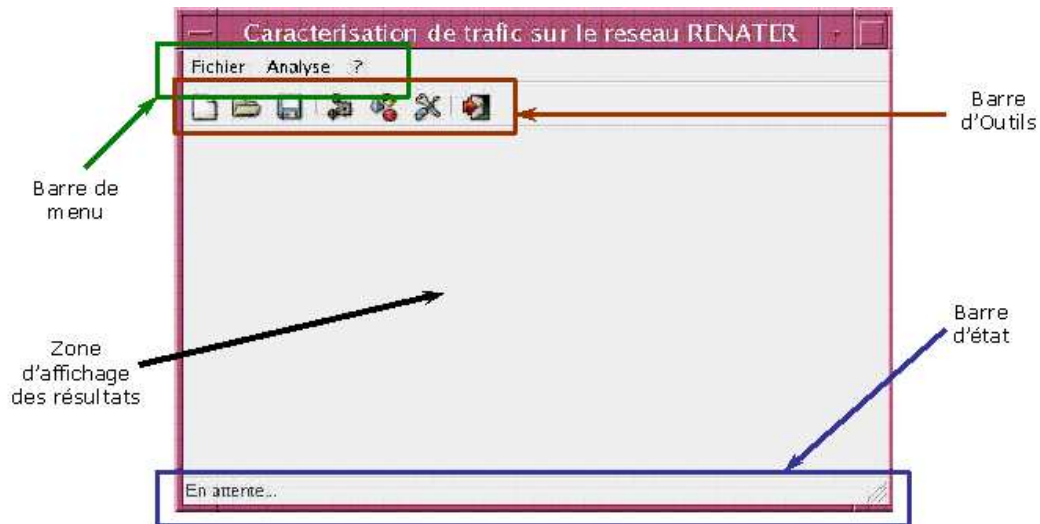 Caracterisation de trafic sur le reseau RENATER
Fichier Analyse ?
Barre
d'Outils
Barre de
menu
Barre
d'état
Zone
d'affichage
des résultats
En attente...